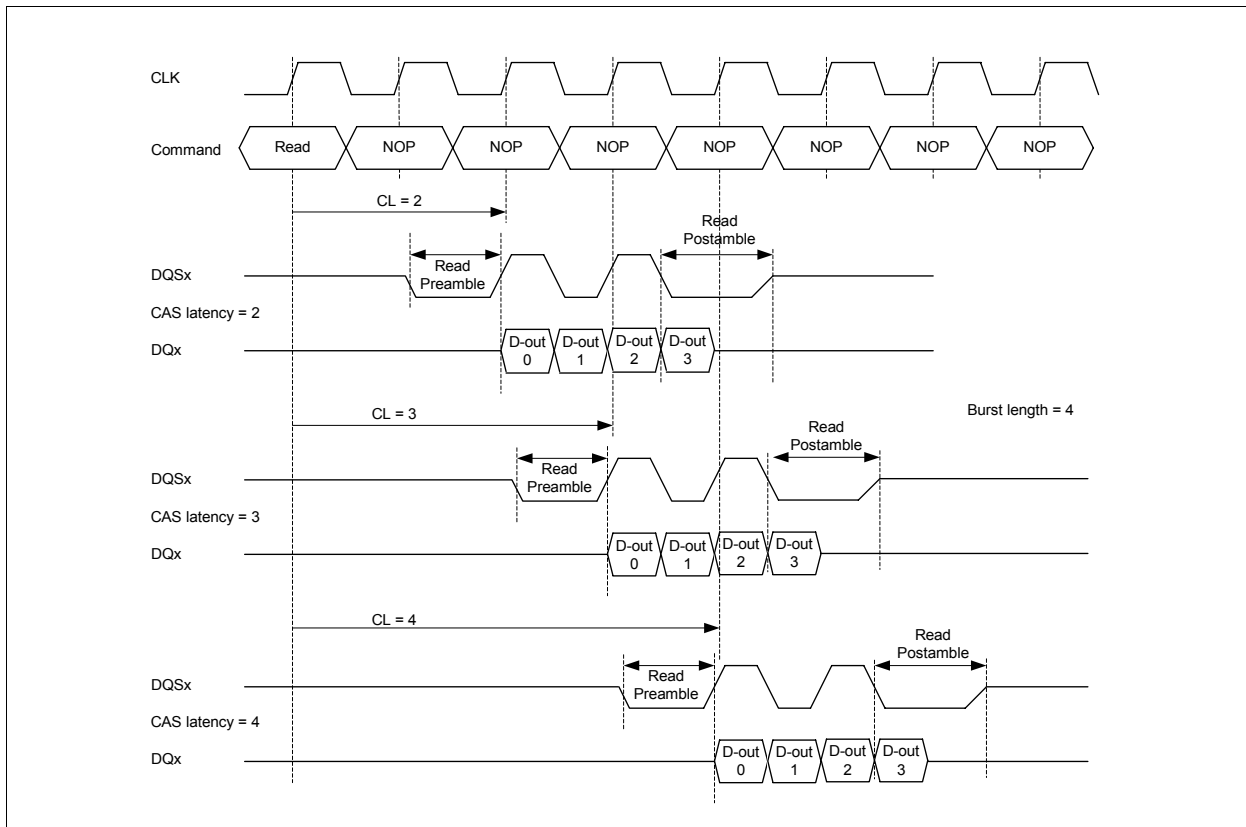 CLK
Command
Read
NOP
NOP
NOP
NOP
NOP
NOP
NOP
CL = 2
Read
Postamble
Read
Preamble
DQSx
CAS latency = 2
DQx
D-out
0
D-out
1
D-out
2
D-out
3
CL = 3
Burst length = 4
Read
Postamble
Read
Preamble
DQSx
CAS latency = 3
DQx
D-out
0
D-out
1
D-out
2
D-out
3
CL = 4
Read
Postamble
Read
Preamble
DQSx
CAS latency = 4
DQx
D-out
0
D-out
1
D-out
2
D-out
3